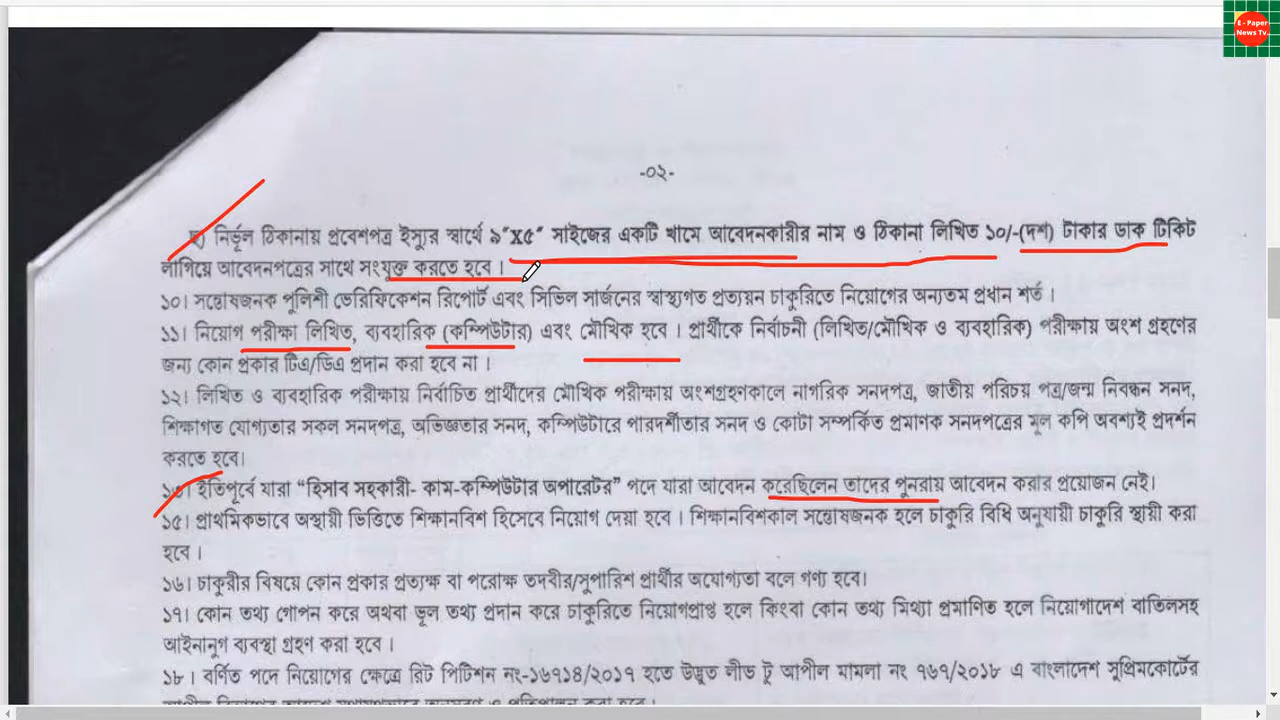 E - Paper
News Tv.
-০২-
নির্ভূল ঠিকানায় প্রবেশপত্র ইস্যুর স্বার্থে ৯"X৫" সাইজের একটি খামে আবেদনকারীর নাম ও ঠিকানা লিখিত ১০/-(দশ) টাকার ডাক টিকিট
লাগিয়ে আবেদনপত্রের সাথে সংযুক্ত করতে হবে।
১০। সন্তোষজনক পুলিশী ভেরিফিকেশন রিপোর্ট এবং সিভিল সার্জনের স্বাস্থ্যগত প্রত্যয়ন চাকুরিতে নিয়োগের অন্যতম প্রধান শর্ত।
১১। নিয়োগ পরীক্ষা লিখিত, ব্যবহারিক (কম্পিউটার) এবং মৌখিক হবে। প্রার্থীকে নির্বাচনী (লিখিত/মৌখিক ও ব্যবহারিক) পরীক্ষায় অংশ গ্রহণের
জন্য কোন প্রকার টিএ/ডিএ প্রদান করা হবে না।
১২। লিখিত ও ব্যবহারিক পরীক্ষায় নির্বাচিত প্রার্থীদের মৌখিক পরীক্ষায় অংশগ্রহণকালে নাগরিক সনদপত্র, জাতীয় পরিচয় পত্র/জন্ম নিবন্ধন সনদ,
শিক্ষাগত যোগ্যতার সকল সনদপত্র, অভিজ্ঞতার সনদ, কম্পিউটারে পারদর্শীতার সনদ ও কোটা সম্পর্কিত প্রমাণক সনদপত্রের মূল কপি অবশ্যই প্রদর্শন
করতে হবে।
১৩। ইতিপূর্বে যারা "হিসাব সহকারী- কাম-কম্পিউটার অপারেটর" পদে যারা আবেদন করেছিলেন তাদের পুনরায় আবেদন করার প্রয়োজন নেই।
১৫। প্রাথমিকভাবে অস্থায়ী ভিত্তিতে শিক্ষানবিশ হিসেবে নিয়োগ দেয়া হবে। শিক্ষানবিশকাল সন্তোষজনক হলে চাকুরি বিধি অনুযায়ী চাকুরি স্থায়ী করা
হবে।
১৬। চাকুরীর বিষয়ে কোন প্রকার প্রত্যক্ষ বা পরোক্ষ তদবীর/সুপারিশ প্রার্থীর অযোগ্যতা বলে গণ্য হবে।
১৭। কোন তথ্য গোপন করে অথবা ভূল তথ্য প্রদান করে চাকুরিতে নিয়োগপ্রাপ্ত হলে কিংবা কোন তথ্য মিথ্যা প্রমাণিত হলে নিয়োগাদেশ বাতিলসহ
আইনানুগ ব্যবস্থা গ্রহণ করা হবে।
১৮। বর্ণিত পদে নিয়োগের ক্ষেত্রে রিট পিটিশন নং-১৬৭১৪/২০১৭ হতে উদ্ভূত লীভ টু আপীল মামলা নং ৭৬৭/২০১৮ এ বাংলাদেশ সুপ্রিমকোর্টের